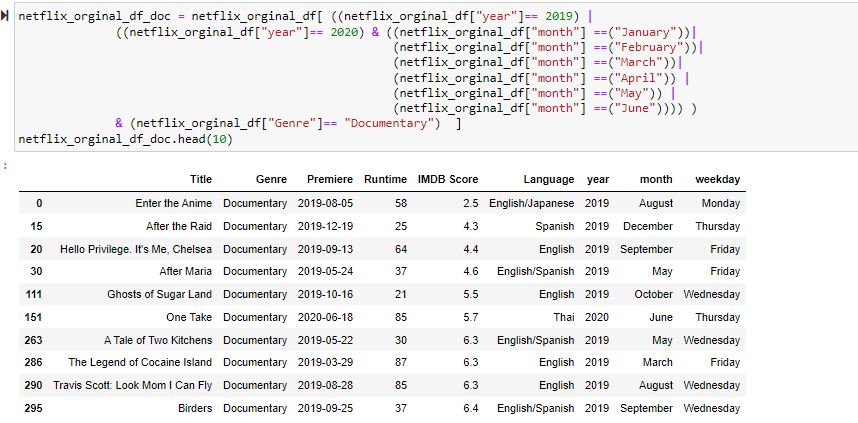 netflix_orginal_df_doc = netflix_orginal_df[ ((netflix_orginal_df["year"]== 2019) |
((netflix_orginal_df["year"]== 2020) & ((netflix_orginal_df["month"] ==("January"))|
(netflix_orginal_df["month"] ==("February"))|
(netflix_orginal_df["month"] ==("March"))|
(netflix_orginal_df["month"] ==("April")) |
(netflix_orginal_df["month"] ==("May")) |
(netflix_orginal_df["month"] ==("June")))) )
& (netflix_orginal_df["Genre"]== "Documentary")  ]
netflix_orginal_df_doc.head(10)
:
Title Genre Premiere Runtime IMDB Score Language year month weekday
0 Enter the Anime Documentary 2019-08-05 58 2.5 English/Japanese 2019 August Monday
15 After the Raid Documentary 2019-12-19 25 4.3 Spanish 2019 December Thursday
20 Hello Privilege. It's Me, Chelsea Documentary 2019-09-13 64 4.4 English 2019 September Friday
30 After Maria Documentary 2019-05-24 37 4.6 English/Spanish 2019 May Friday
111 Ghosts of Sugar Land Documentary 2019-10-16 21 5.5 English 2019 October Wednesday
151 One Take Documentary 2020-06-18 85 5.7 Thai 2020 June Thursday
263 A Tale of Two Kitchens Documentary 2019-05-22 30 6.3 English/Spanish 2019 May Wednesday
286 The Legend of Cocaine Island Documentary 2019-03-29 87 6.3 English 2019 March Friday
290 Travis Scott: Look Mom I Can Fly Documentary 2019-08-28 85 6.3 English 2019 August Wednesday
295 Birders Documentary 2019-09-25 37 6.4 English/Spanish 2019 September Wednesday